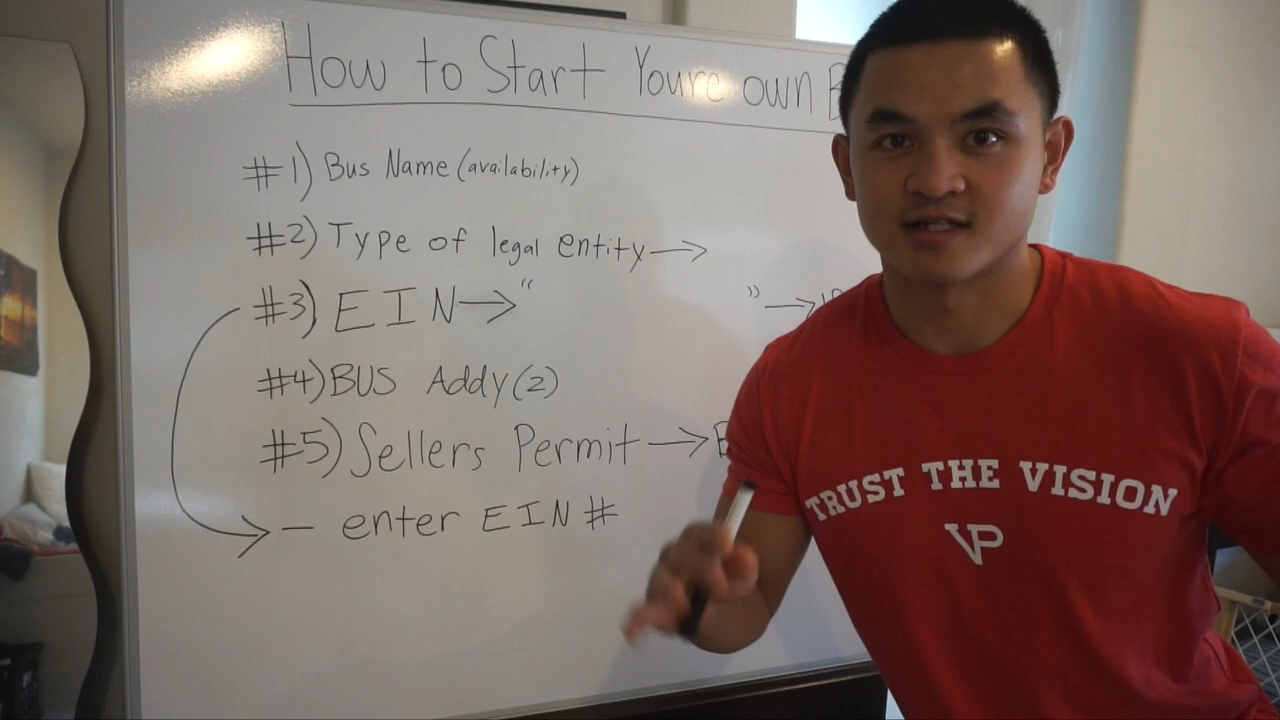 How to Start Youre own B
#1) Bus Name (availability)
#2) Type of legal entity →
#3) EIN → " " →
#4) BUS Addy (2)
#5) Sellers Permit →
→ – enter EIN #
TRUST THE VISION
VP